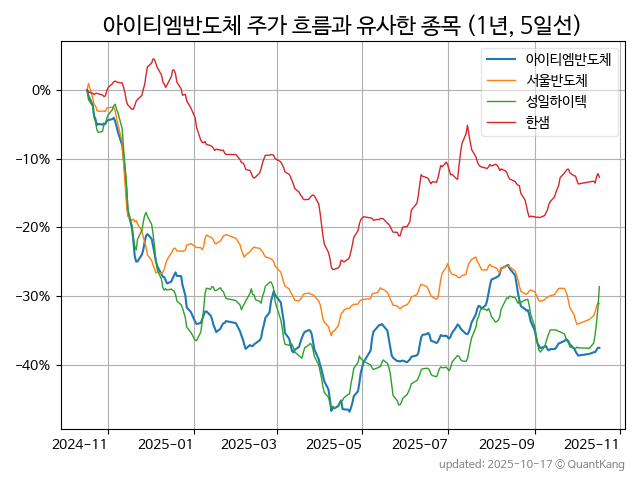 아이티엠반도체 주가 흐름과 유사한 종목 (1년, 5일선)
아이티엠반도체
서울반도체
성일하이텍
한샘
0%
−10%
−20%
−30%
−40%
2024−11
2025−01
2025−03
2025−05
2025−07
2025−09
2025−11
updated: 2025-10-17 © QuantKang